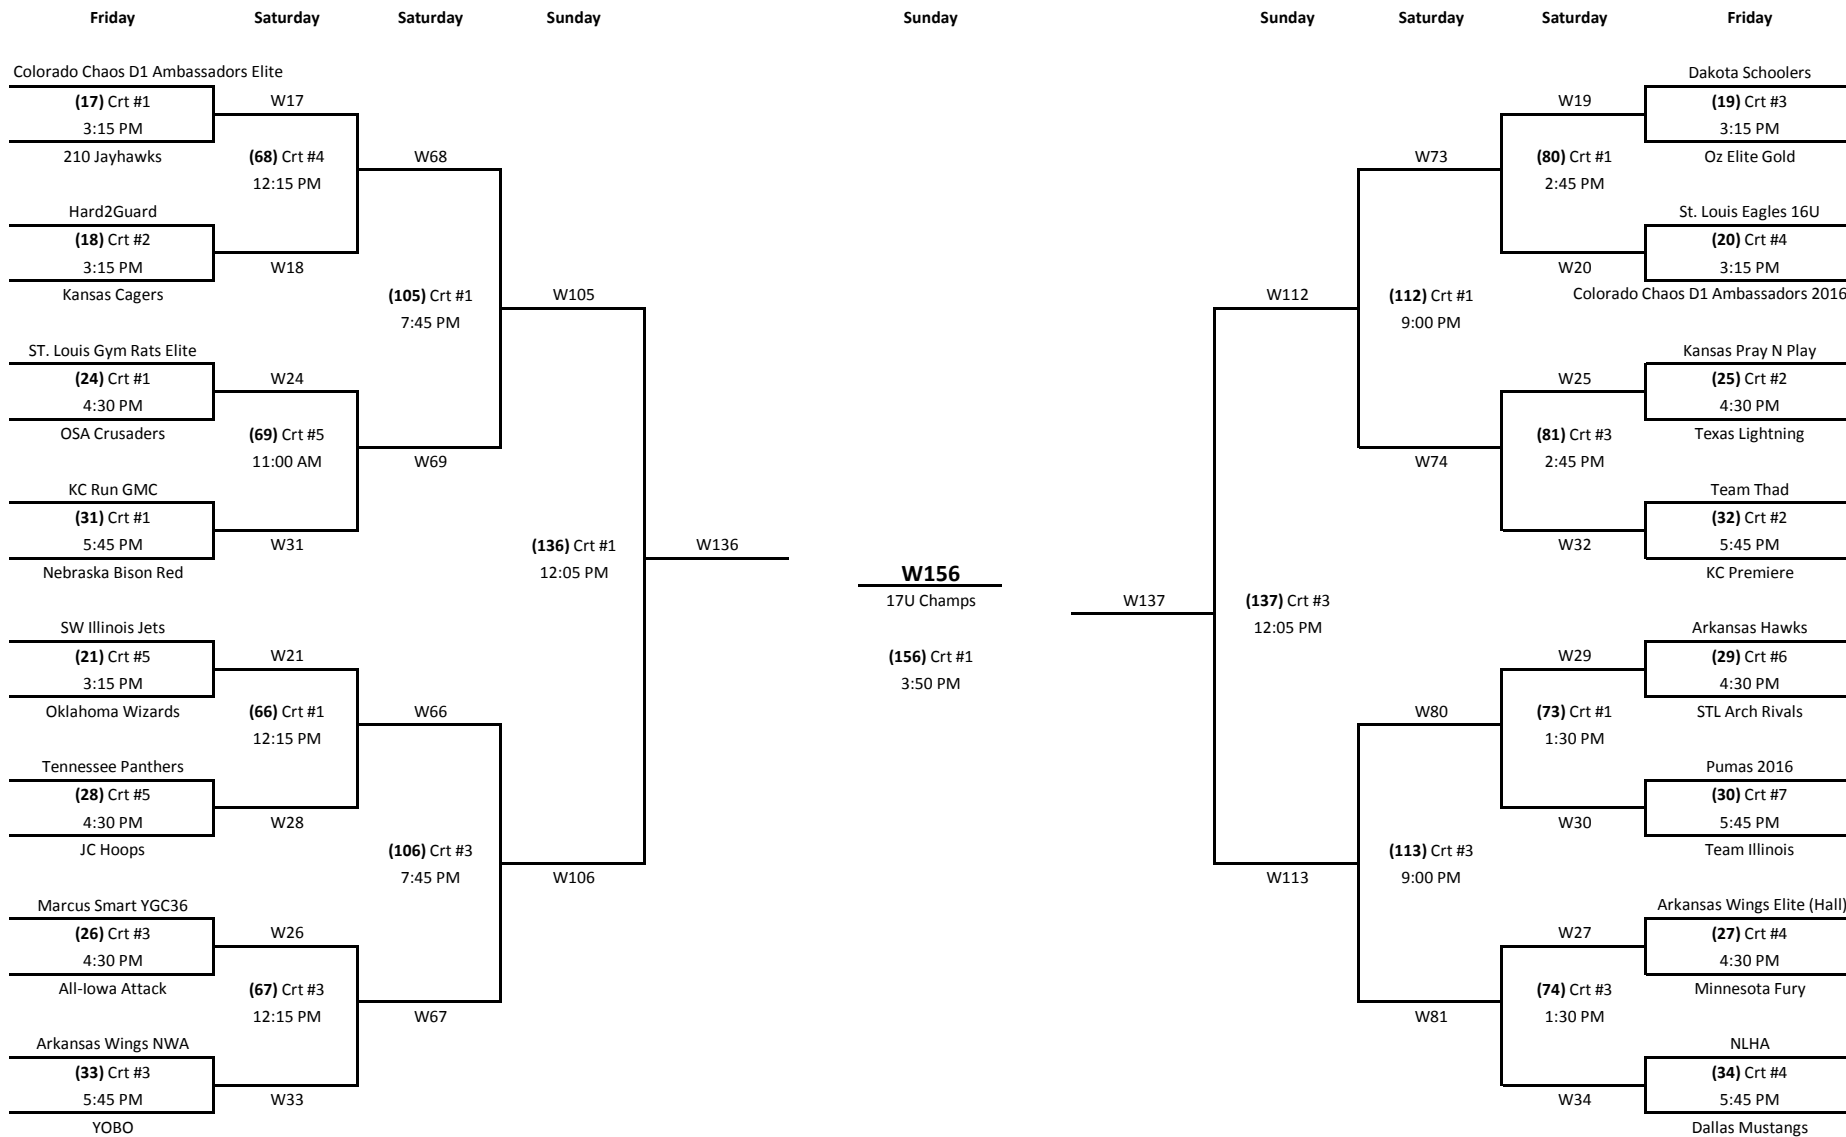 Friday Saturday Saturday Sunday Sunday Sunday Saturday Saturday Friday
Colorado Chaos D1 Ambassadors Elite
(17) Crt #1
3:15 PM
210 Jayhawks
Hard2Guard
(18) Crt #2
3:15 PM
Kansas Cagers
ST. Louis Gym Rats Elite
(24) Crt #1
4:30 PM
OSA Crusaders
KC Run GMC
(31) Crt #1
5:45 PM
Nebraska Bison Red
SW Illinois Jets
(21) Crt #5
3:15 PM
Oklahoma Wizards
Tennessee Panthers
(28) Crt #5
4:30 PM
JC Hoops
Marcus Smart YGC36
(26) Crt #3
4:30 PM
All-Iowa Attack
Arkansas Wings NWA
(33) Crt #3
5:45 PM
YOBO
W17
(68) Crt #4
12:15 PM
W18
W24
(69) Crt #5
11:00 AM
W31
W21
(66) Crt #1
12:15 PM
W28
W26
(67) Crt #3
12:15 PM
W33
W68
(105) Crt #1
7:45 PM
W69
W66
(106) Crt #3
7:45 PM
W67
W105
(136) Crt #1
12:05 PM
W106
W136
W156
17U Champs
(156) Crt #1
3:50 PM
W137
W112
(137) Crt #3
12:05 PM
W113
W73
(112) Crt #1
9:00 PM
W74
W80
(113) Crt #3
9:00 PM
W81
W19
(80) Crt #1
2:45 PM
W20
W25
(81) Crt #3
2:45 PM
W32
W29
(73) Crt #1
1:30 PM
W30
W27
(74) Crt #3
1:30 PM
W34
Dakota Schoolers
(19) Crt #3
3:15 PM
Oz Elite Gold
St. Louis Eagles 16U
(20) Crt #4
3:15 PM
Colorado Chaos D1 Ambassadors 2016
Kansas Pray N Play
(25) Crt #2
4:30 PM
Texas Lightning
Team Thad
(32) Crt #2
5:45 PM
KC Premiere
Arkansas Hawks
(29) Crt #6
4:30 PM
STL Arch Rivals
Pumas 2016
(30) Crt #7
5:45 PM
Team Illinois
Arkansas Wings Elite (Hall)
(27) Crt #4
4:30 PM
Minnesota Fury
NLHA
(34) Crt #4
5:45 PM
Dallas Mustangs